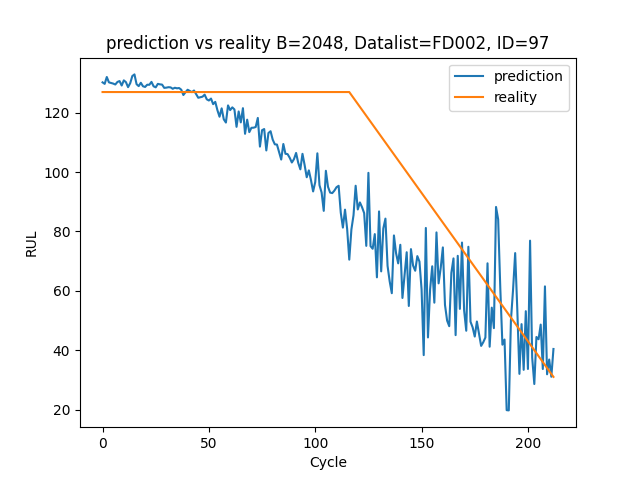 prediction vs reality B=2048, Datalist=FD002, ID=97
prediction
reality
120
100
80
60
40
20
RUL
0 50 100 150 200
Cycle